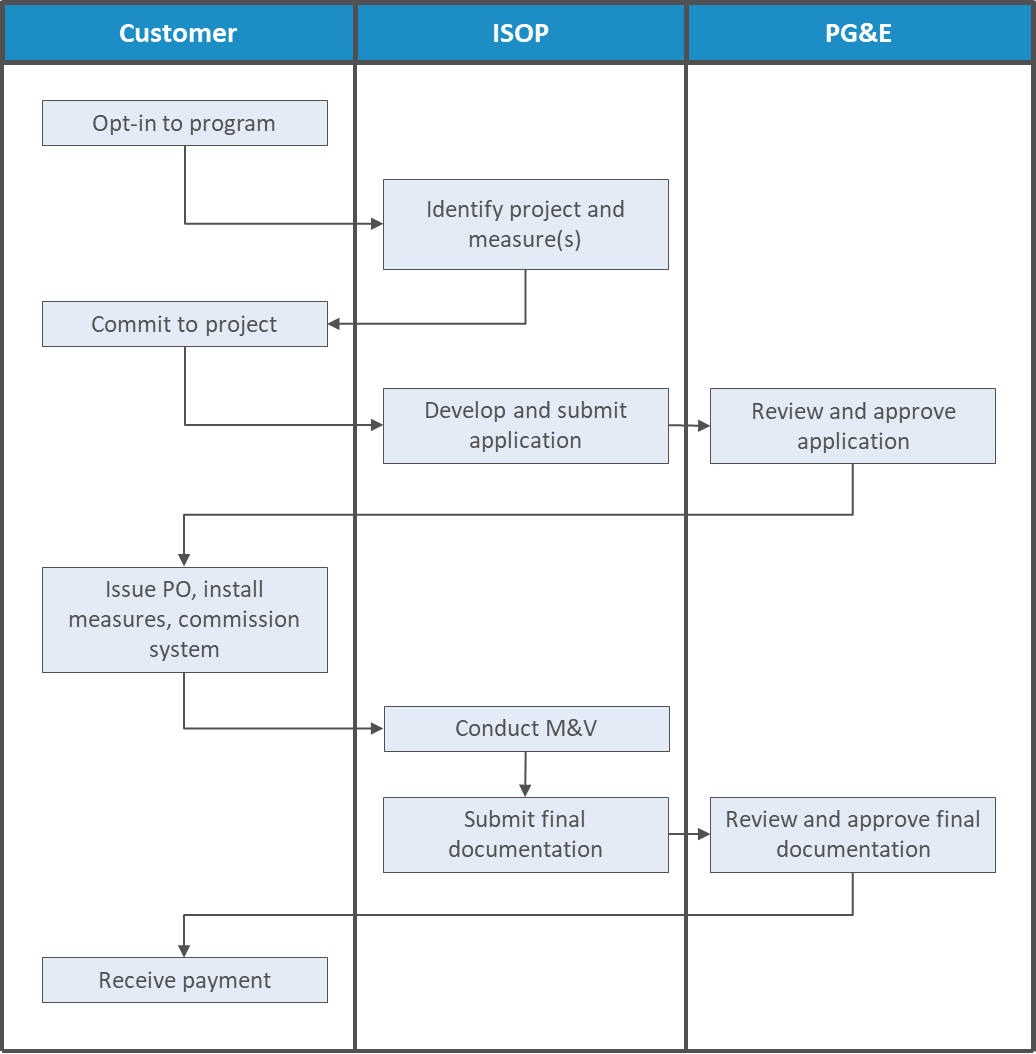 Customer
ISOP
PG&E
Opt-in to program
Identify project and
measure(s)
Commit to project
Develop and submit
application
Review and approve
application
Issue PO, install
measures, commission
system
Conduct M&V
Submit final
documentation
Review and approve final
documentation
Receive payment